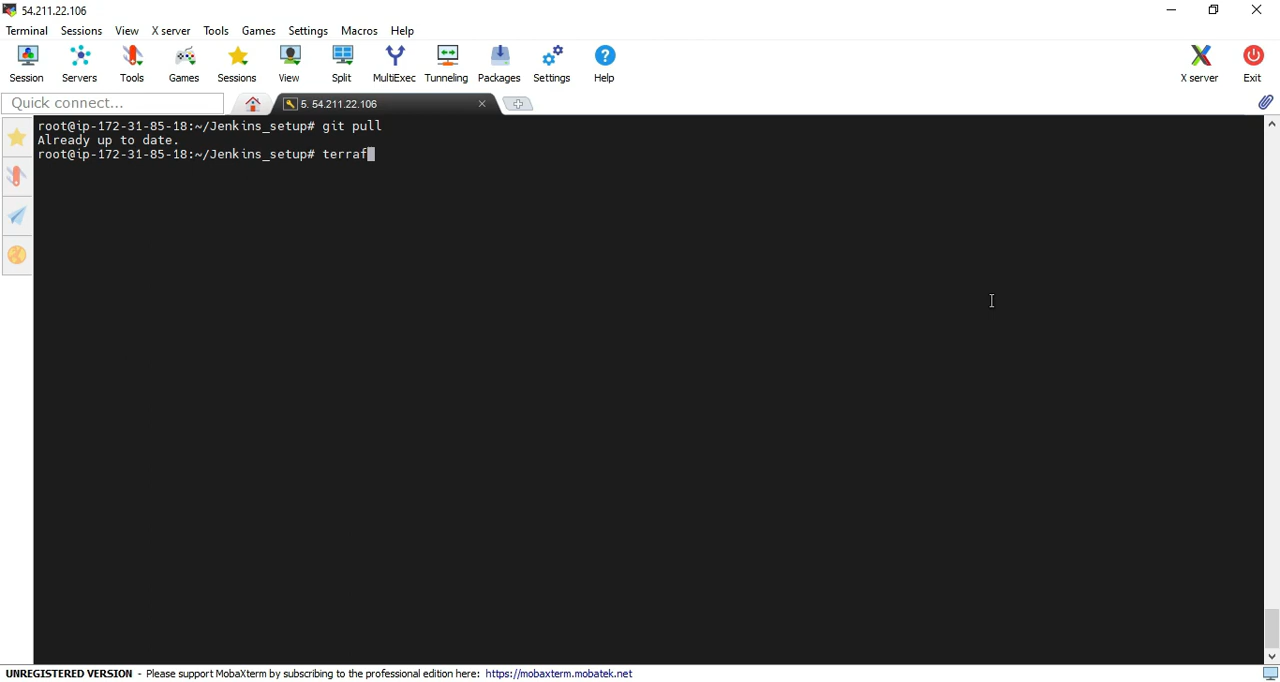 54.211.22.106
Terminal Sessions View X server Tools Games Settings Macros Help
Session Servers Tools Games Sessions View Split MultiExec Tunneling Packages Settings Help X server Exit
Quick connect... 5. 54.211.22.106
root@ip-172-31-85-18:~/Jenkins_setup# git pull
Already up to date.
root@ip-172-31-85-18:~/Jenkins_setup# terraf
UNREGISTERED VERSION - Please support MobaXterm by subscribing to the professional edition here: https://mobaxterm.mobatek.net